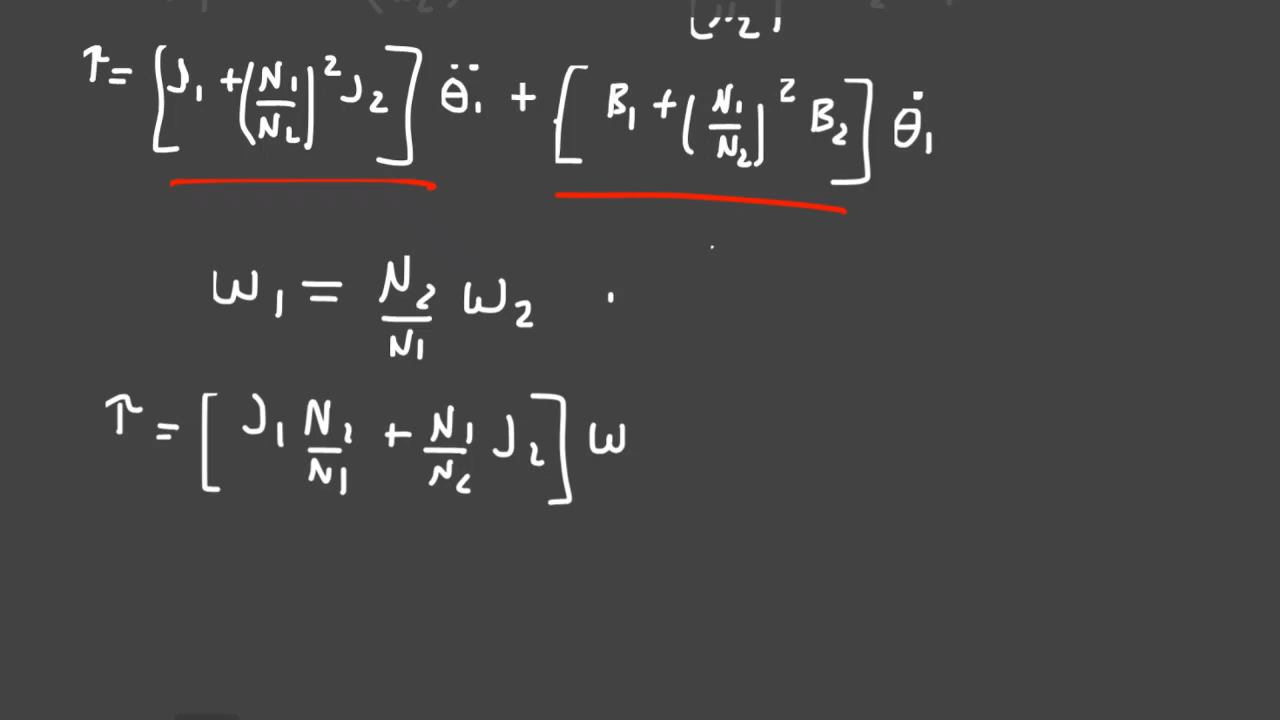 τ = [J₁ + (N₁/N₂)² J₂] θ̈₁ + [B₁ + (N₁/N₂)² B₂] θ̇₁
ω₁ = N₂/N₁ ω₂
τ = [J₁ N₂/N₁ + N₁/N₂ J₂] ω